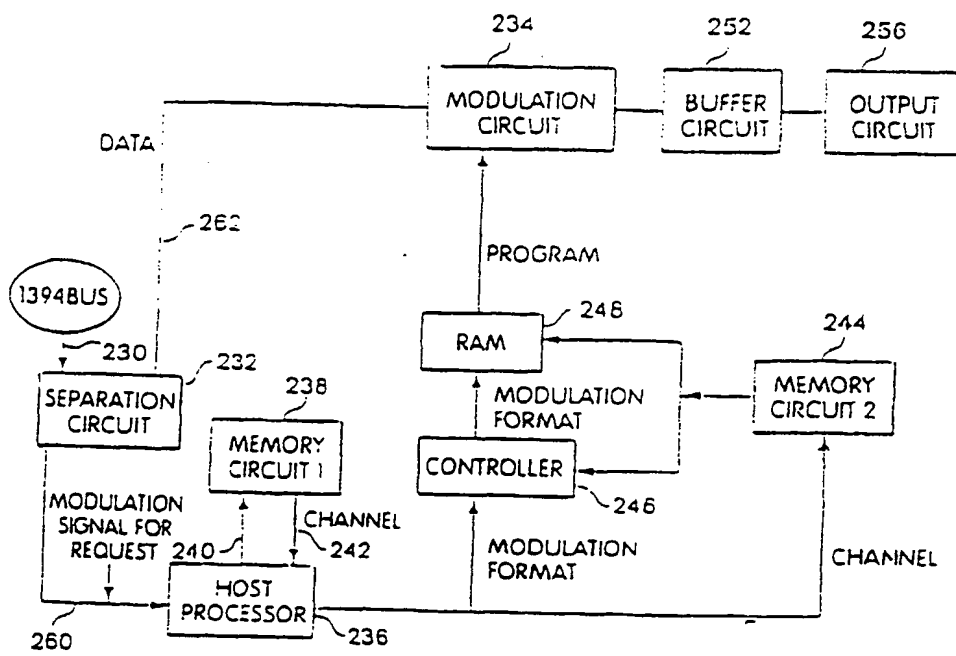 234
252
256
MODULATION
CIRCUIT
BUFFER
CIRCUIT
OUTPUT
CIRCUIT
DATA
262
PROGRAM
1394BUS
230
232
SEPARATION
CIRCUIT
238
MEMORY
CIRCUIT 1
248
RAM
MODULATION
FORMAT
244
MEMORY
CIRCUIT 2
CONTROLLER
246
MODULATION
SIGNAL FOR
REQUEST
240
CHANNEL
242
MODULATION
FORMAT
CHANNEL
HOST
PROCESSOR
236
260